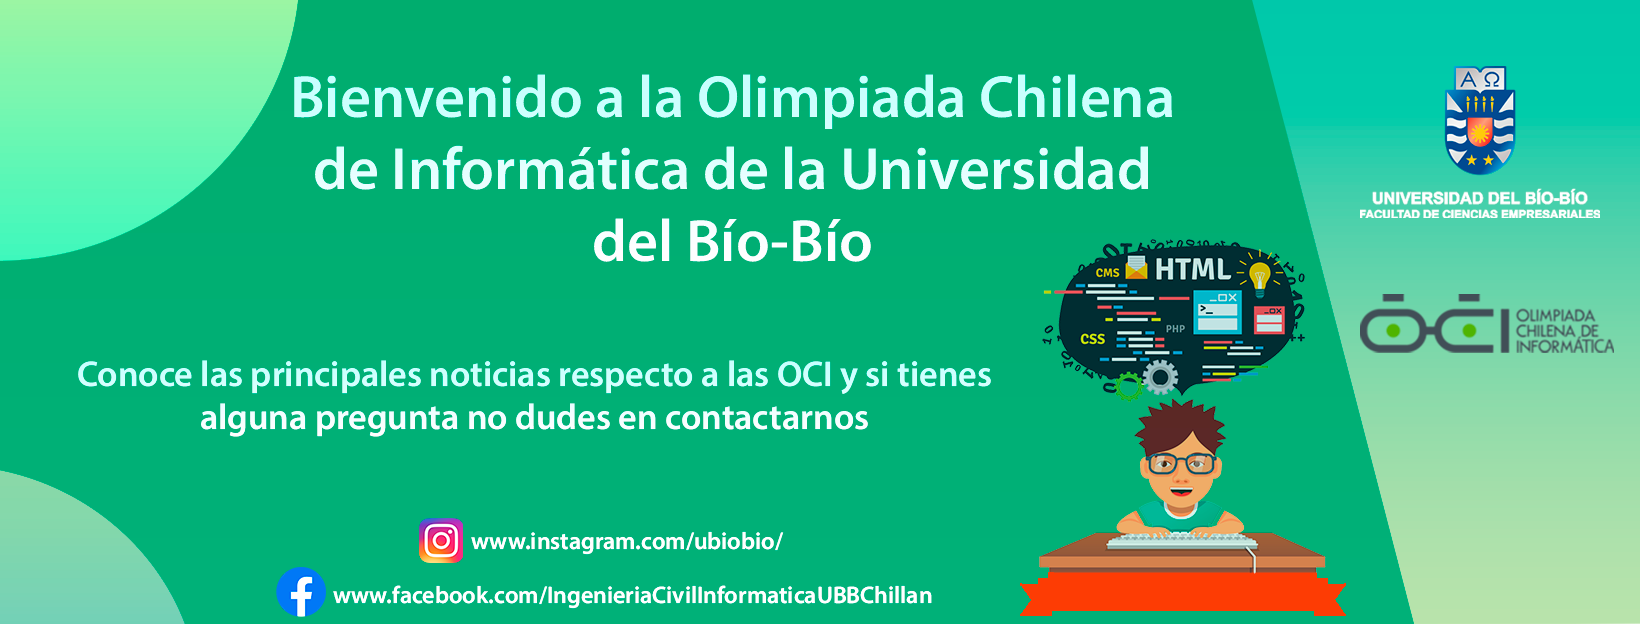 Bienvenido a la Olimpiada Chilena
de Informática de la Universidad
del Bío-Bío
Conoce las principales noticias respecto a las OCI y si tienes
alguna pregunta no dudes en contactarnos
www.instagram.com/ubiobio/
www.facebook.com/IngenieriaCivilInformaticaUBBChillan
ΑΩ
UNIVERSIDAD DEL BÍO-BÍO
FACULTAD DE CIENCIAS EMPRESARIALES
OCI
OLIMPIADA
CHILENA DE
INFORMÁTICA
CMS
HTML
PHP
CSS